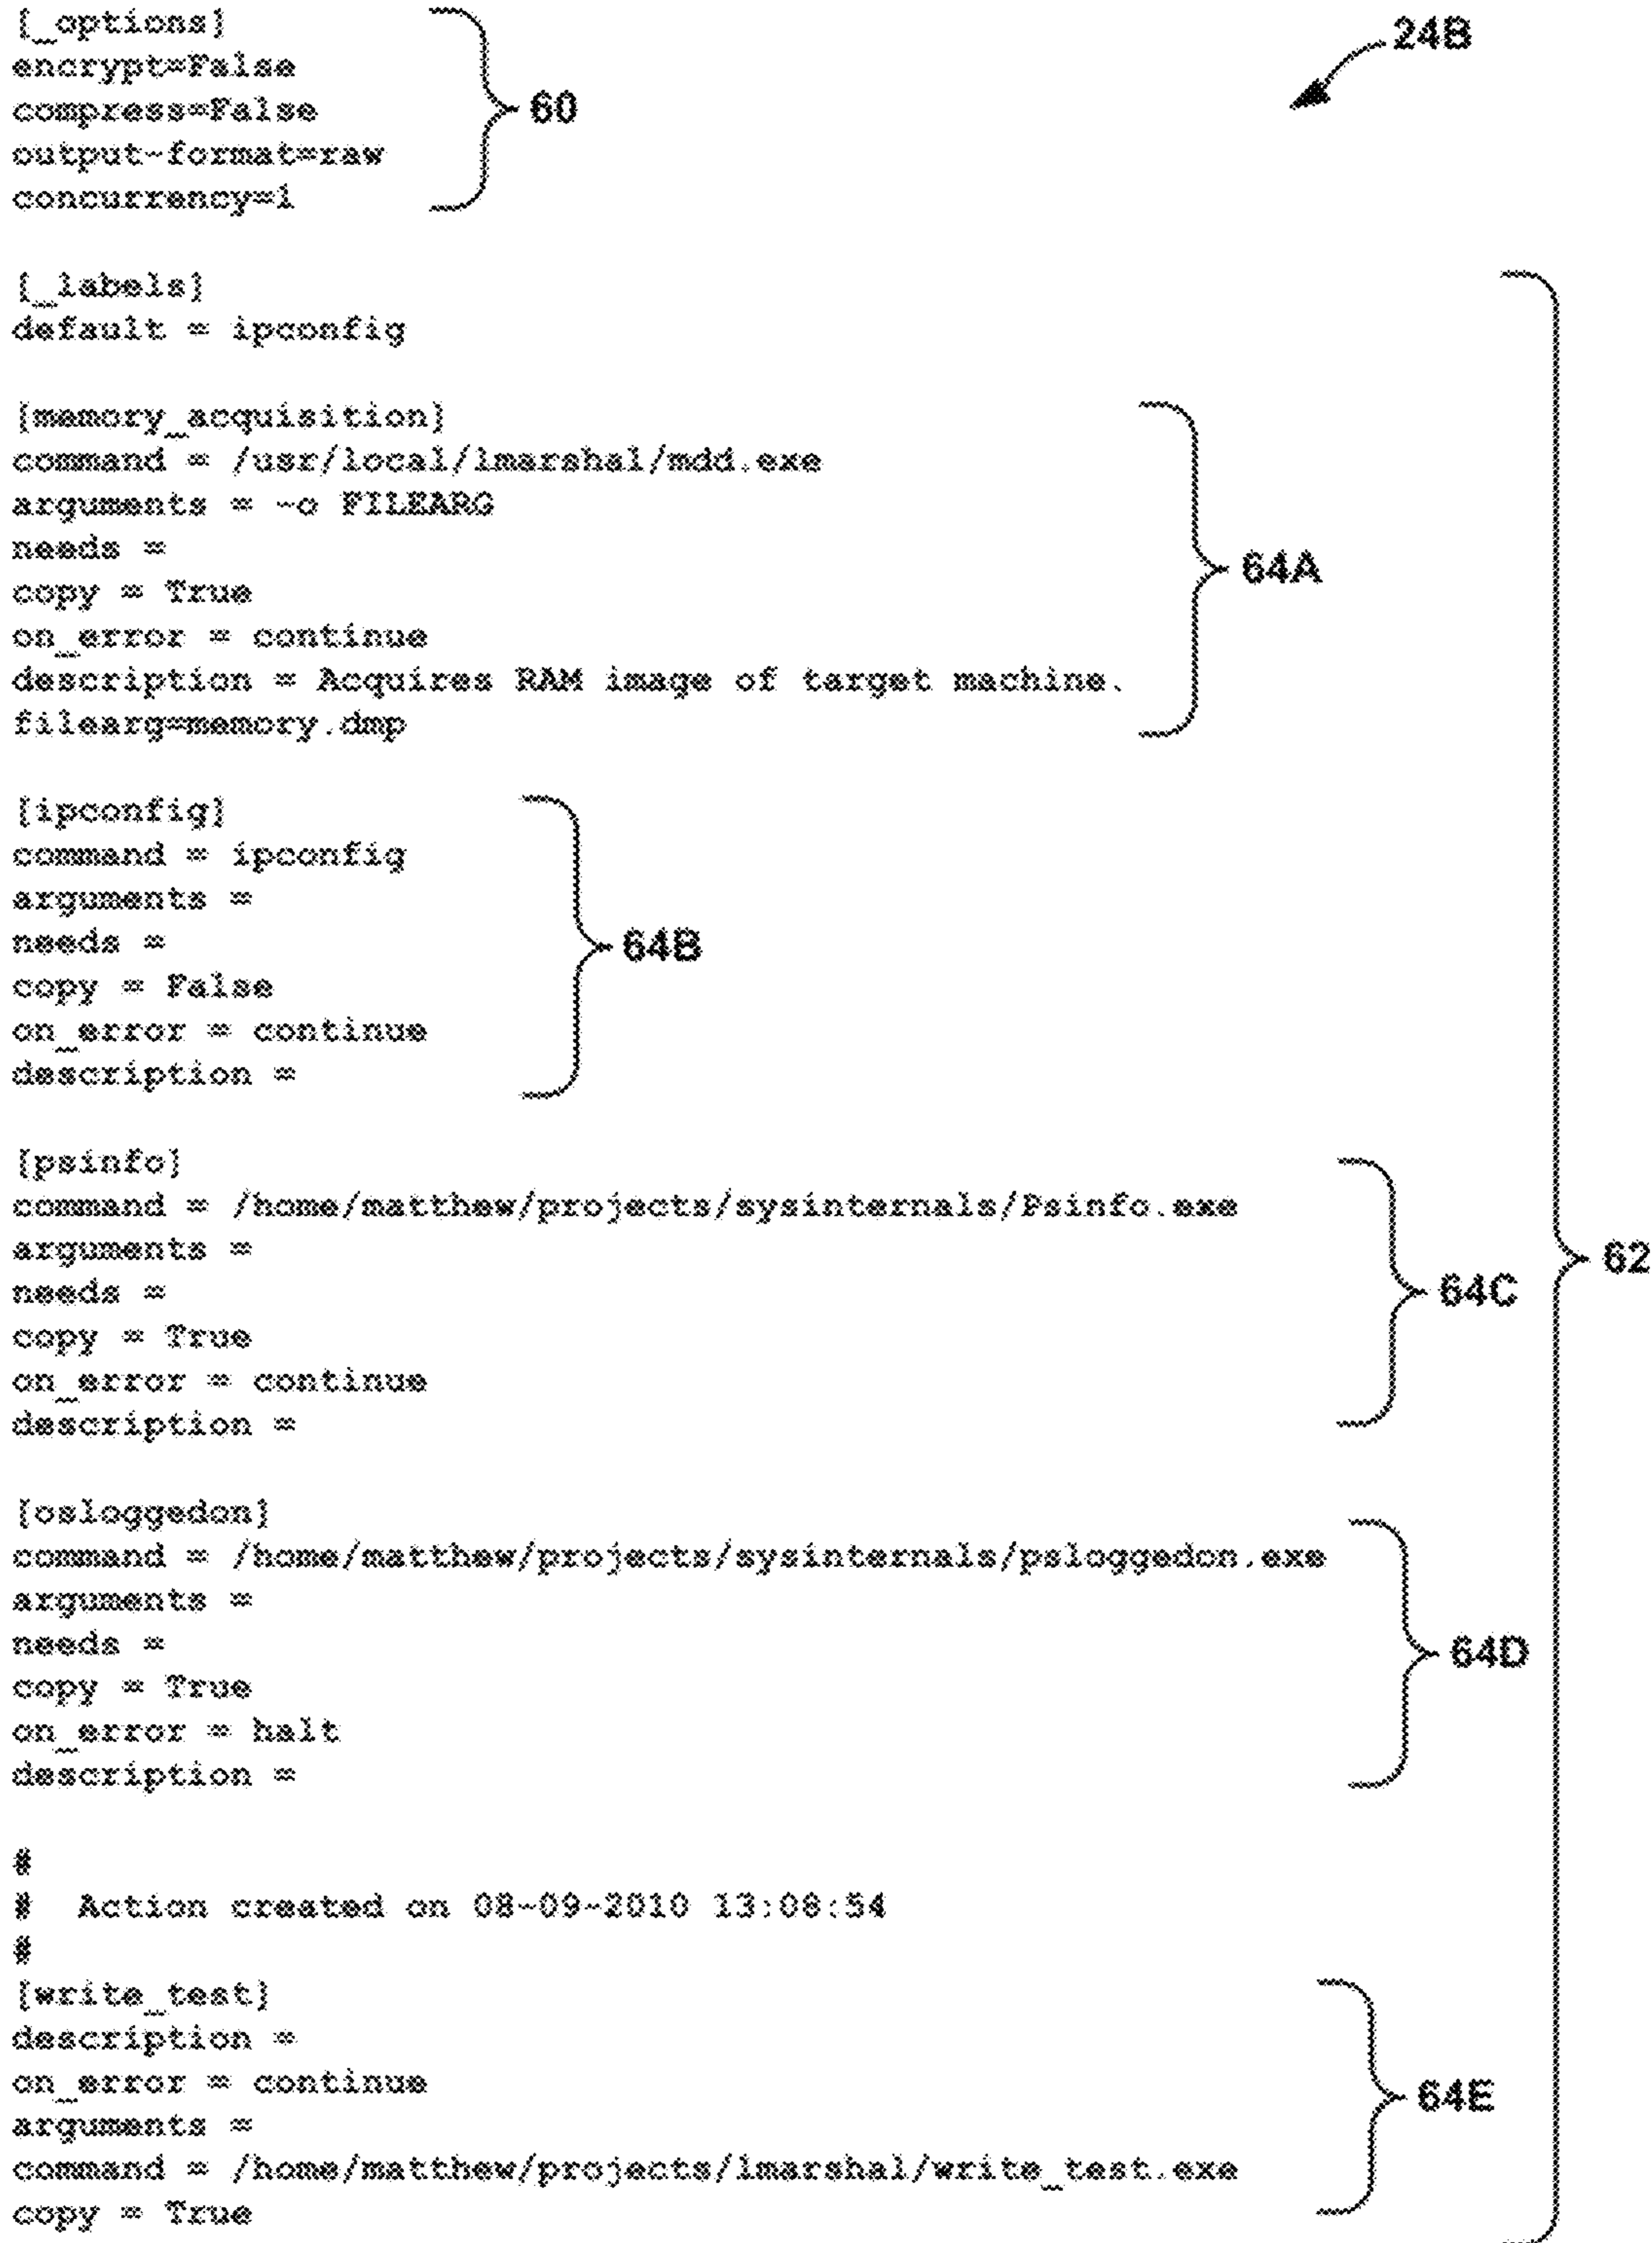 [_options]
24B
encrypt=False
compress=False
60
output-format=raw
concurrency=1
[_labels]
default = ipconfig
[memory_acquisition]
command = /usr/local/lmarshal/mdd.exe
arguments = -o FILEARG
needs =
64A
copy = True
on_error = continue
description = Acquires RAM image of target machine.
filearg=memory.dmp
[ipconfig]
command = ipconfig
arguments =
needs =
64B
copy = False
on_error = continue
description =
[psinfo]
command = /home/matthew/projects/sysinternals/Psinfo.exe
arguments =
62
needs =
64C
copy = True
on_error = continue
description =
[osloggedon]
command = /home/matthew/projects/sysinternals/psloggedon.exe
arguments =
needs =
64D
copy = True
on_error = halt
description =
#
# Action created on 08-09-2010 13:08:54
#
[write_test]
description =
on_error = continue
64E
arguments =
command = /home/matthew/projects/lmarshal/write_test.exe
copy = True